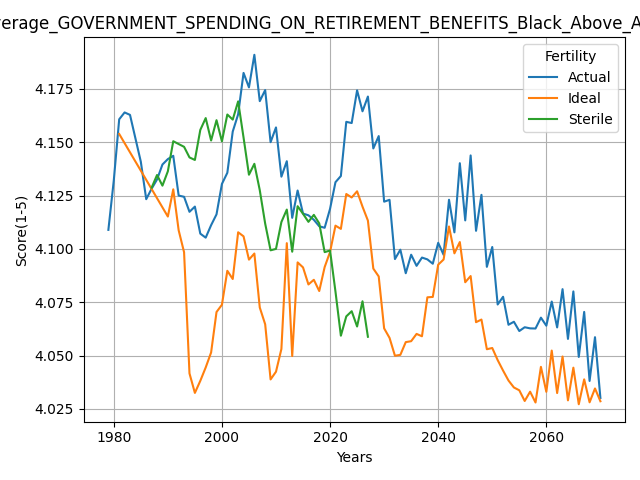 verage_GOVERNMENT_SPENDING_ON_RETIREMENT_BENEFITS_Black_Above_A
Fertility
Actual
Ideal
Sterile
Score(1-5)
4.175
4.150
4.125
4.100
4.075
4.050
4.025
1980 2000 2020 2040 2060
Years